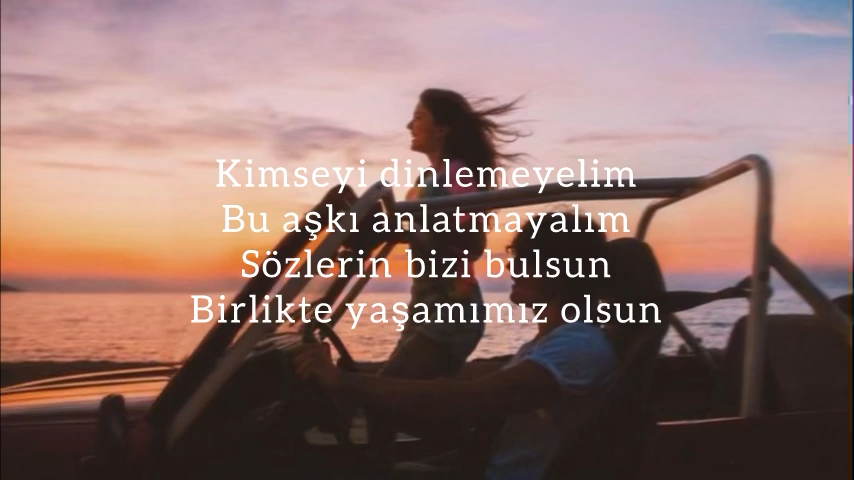 Kimseyi dinlemeyelim
Bu aşkı anlatmayalım
Sözlerin bizi bulsun
Birlikte yaşamımız olsun